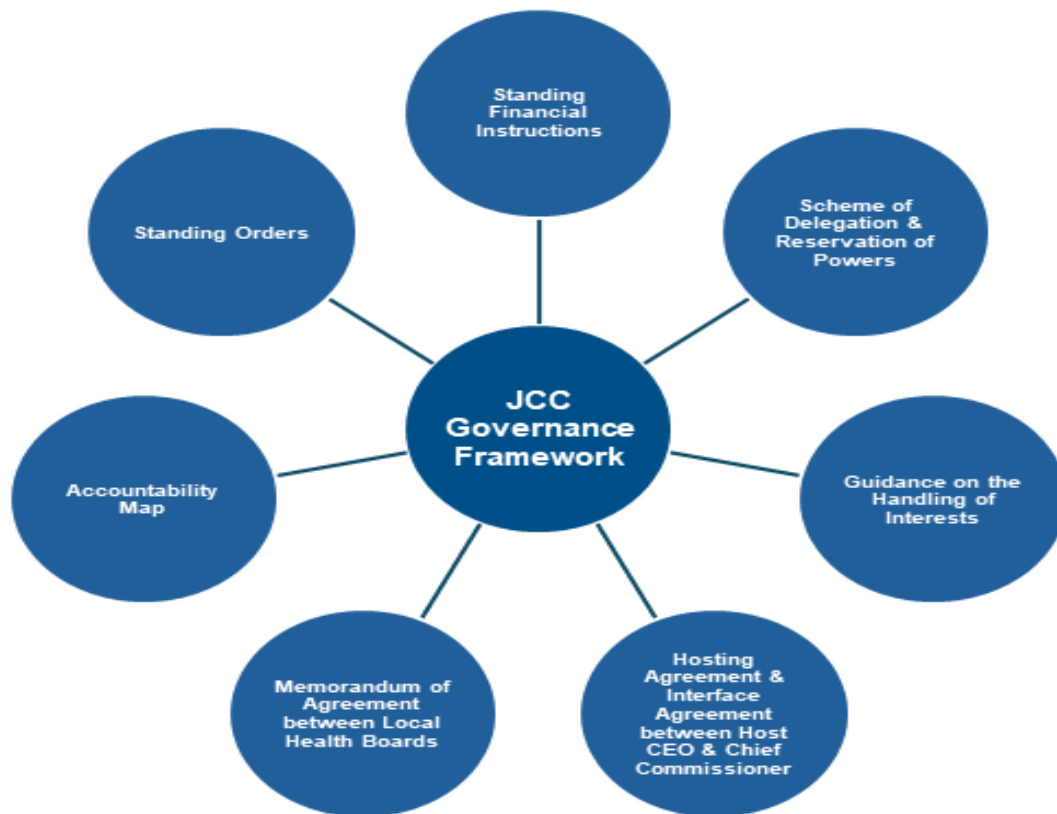 Standing
Financial
Instructions
Scheme of
Delegation &
Reservation of
Powers
Standing Orders
JCC
Governance
Framework
Guidance on the
Handling of
Interests
Accountability
Map
Hosting
Agreement &
Interface
Agreement
between Host
CEO & Chief
Commissioner
Memorandum of
Agreement
between Local
Health Boards